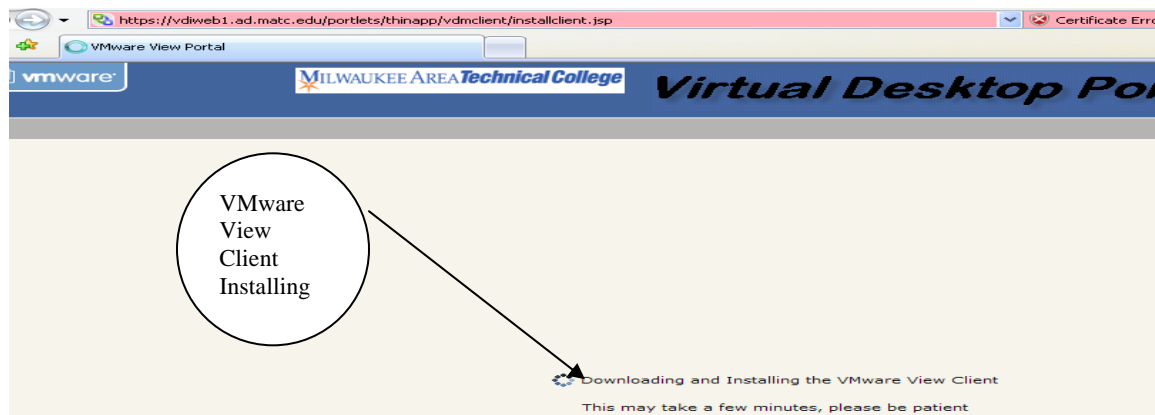 https://vdiweb1.ad.matc.edu/portlets/thinapp/vdmclient/installclient.jsp
Certificate Erro
VMware View Portal
vmware
MILWAUKEE AREA Technical College
Virtual Desktop Por
VMware
View
Client
Installing
Downloading and Installing the VMware View Client
This may take a few minutes, please be patient